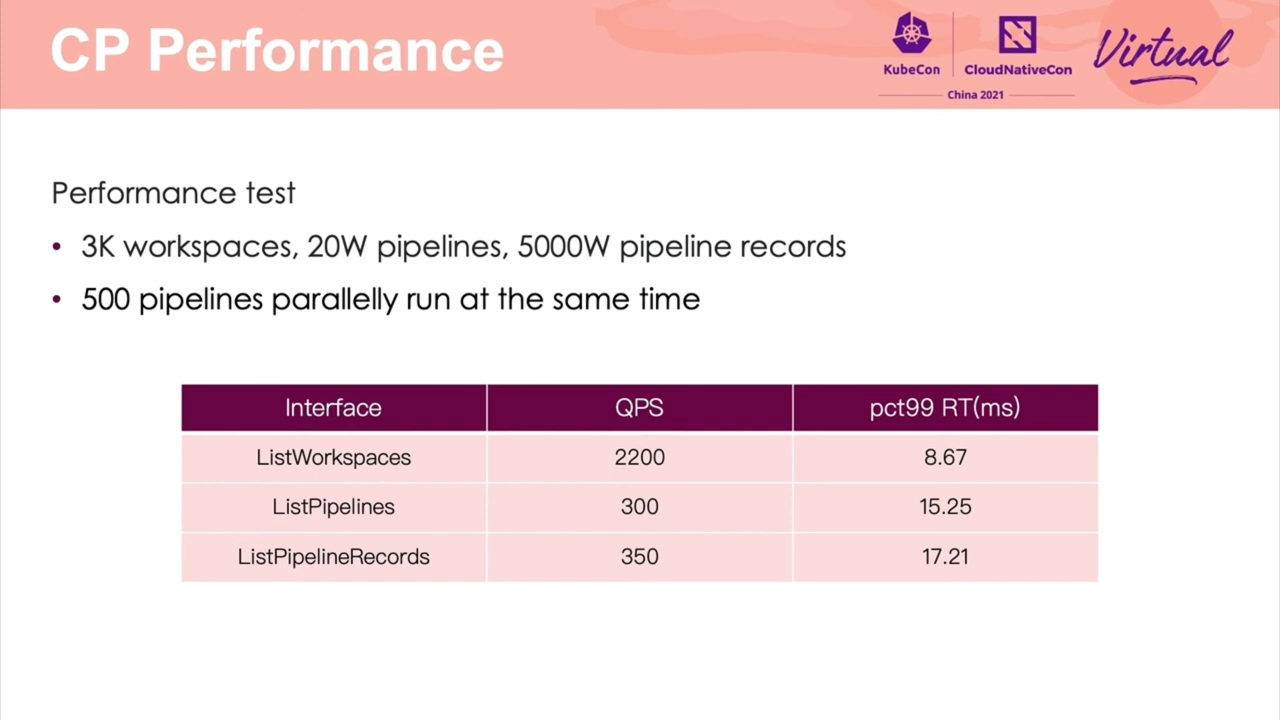 CP Performance
KubeCon
CloudNativeCon
China 2021
Virtual
Performance test
• 3K workspaces, 20W pipelines, 5000W pipeline records
• 500 pipelines parallelly run at the same time
Interface QPS pct99 RT(ms)
ListWorkspaces 2200 8.67
ListPipelines 300 15.25
ListPipelineRecords 350 17.21